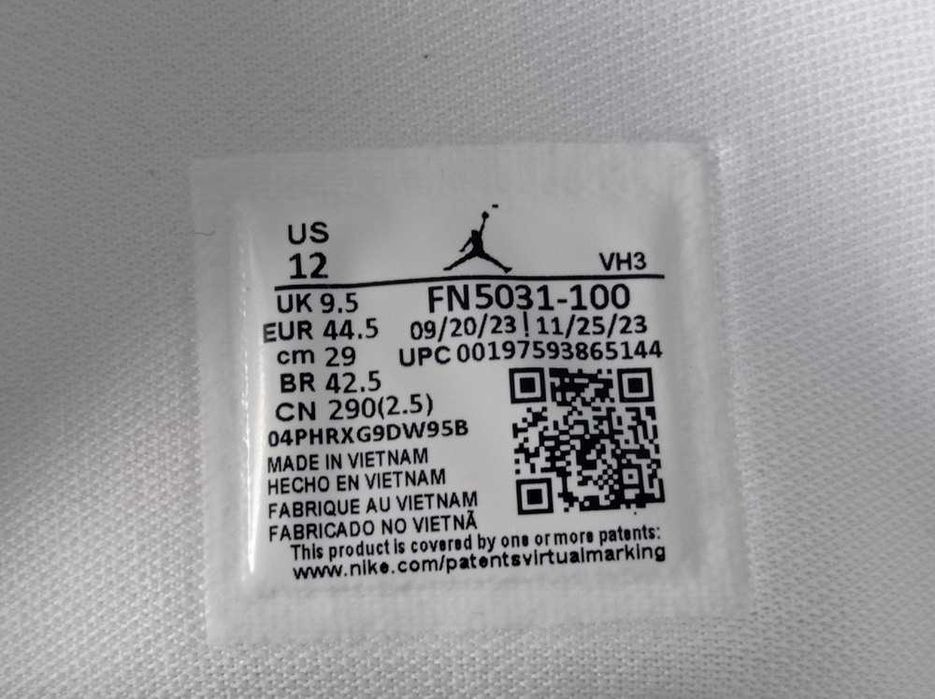 US
12
VH3
UK 9.5
FN5031-100
EUR 44.5
09/20/23 | 11/25/23
cm 29
UPC 00197593865144
BR 42.5
CN 290(2.5)
04PHRXG9DW95B
MADE IN VIETNAM
HECHO EN VIETNAM
FABRIQUE AU VIETNAM
FABRICADO NO VIETNÃ
This product is covered by one or more patents:
www.nike.com/patentsvirtualmarking